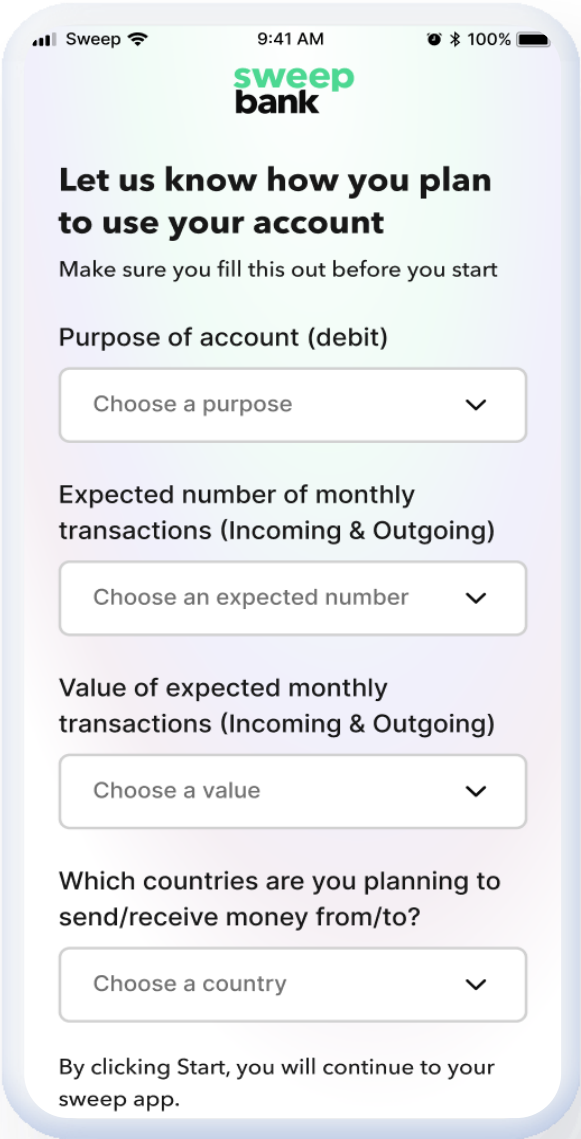 Sweep 9:41 AM 100%
sweep
bank
Let us know how you plan
to use your account
Make sure you fill this out before you start
Purpose of account (debit)
Choose a purpose
Expected number of monthly
transactions (Incoming & Outgoing)
Choose an expected number
Value of expected monthly
transactions (Incoming & Outgoing)
Choose a value
Which countries are you planning to
send/receive money from/to?
Choose a country
By clicking Start, you will continue to your
sweep app.